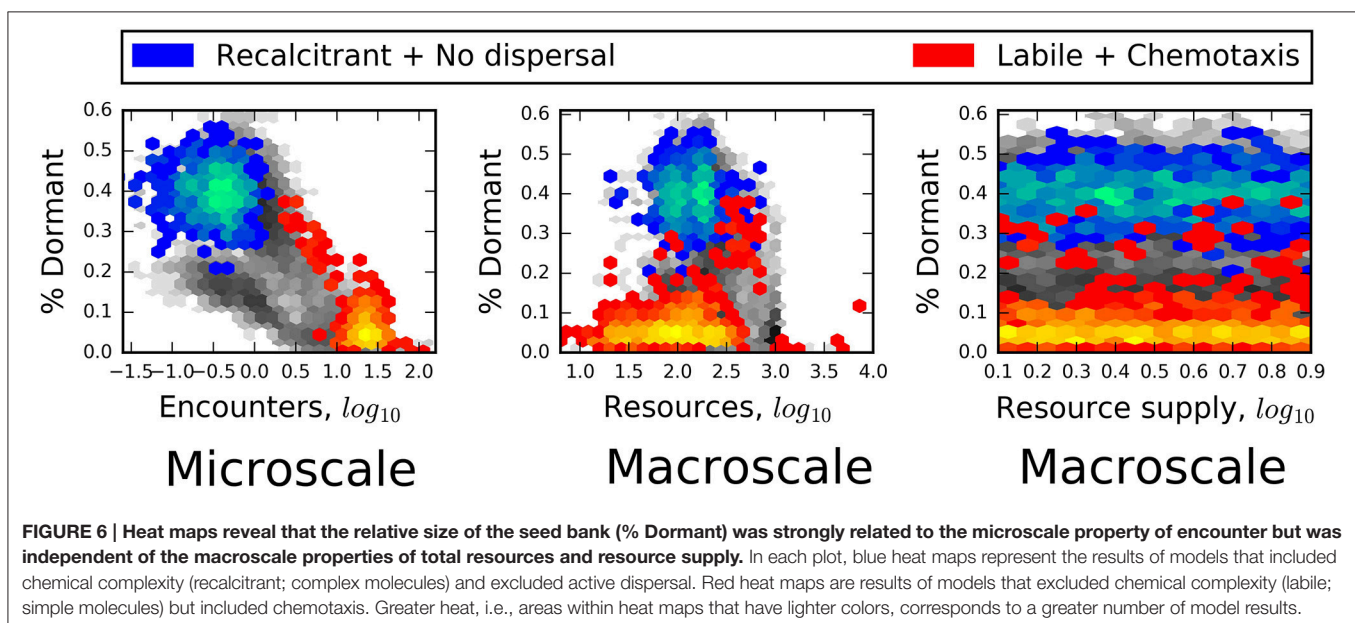 Recalcitrant + No dispersal
Labile + Chemotaxis
0.6
0.5
0.4
0.3
0.2
0.1
0.0
% Dormant
−1.5 −1.0 −0.5 0.0 0.5 1.0 1.5 2.0
Encounters, log10
Microscale
0.6
0.5
0.4
0.3
0.2
0.1
0.0
% Dormant
1.0 1.5 2.0 2.5 3.0 3.5 4.0
Resources, log10
Macroscale
0.6
0.5
0.4
0.3
0.2
0.1
0.0
% Dormant
0.1 0.2 0.3 0.4 0.5 0.6 0.7 0.8 0.9
Resource supply, log10
Macroscale
FIGURE 6 | Heat maps reveal that the relative size of the seed bank (% Dormant) was strongly related to the microscale property of encounter but was
independent of the macroscale properties of total resources and resource supply. In each plot, blue heat maps represent the results of models that included
chemical complexity (recalcitrant; complex molecules) and excluded active dispersal. Red heat maps are results of models that excluded chemical complexity (labile;
simple molecules) but included chemotaxis. Greater heat, i.e., areas within heat maps that have lighter colors, corresponds to a greater number of model results.